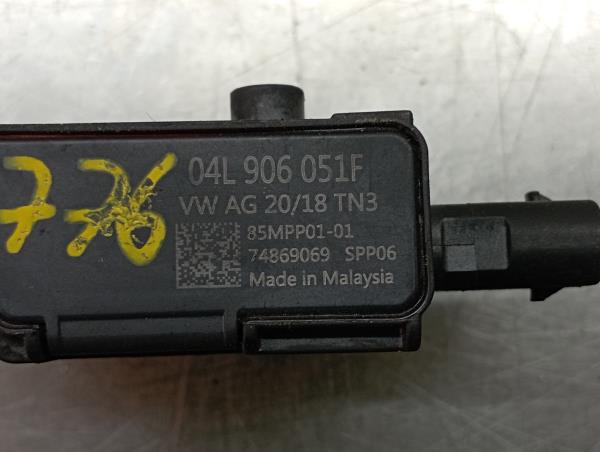 776
04L 906 051F
VW AG 20/18 TN3
85MPP01-01
74869069 SPP06
Made in Malaysia